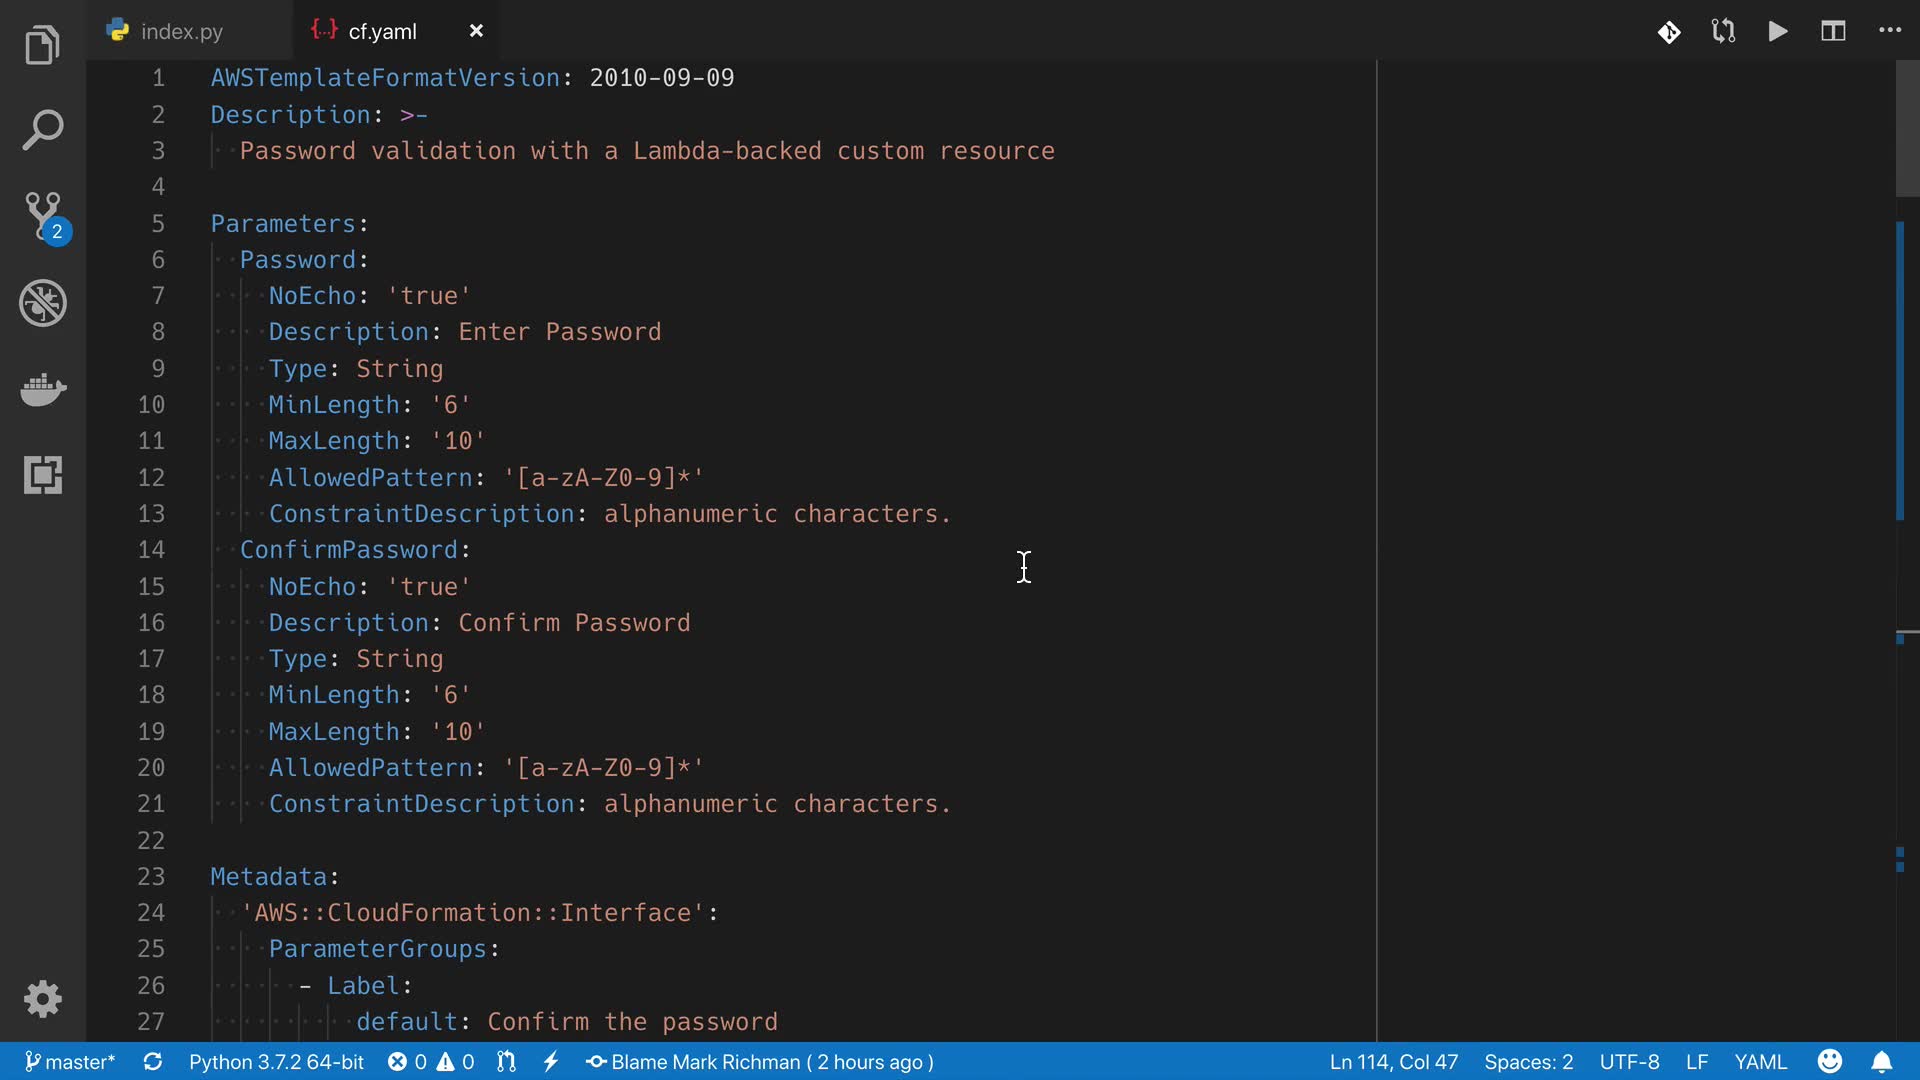 index.py
cf.yaml
1 AWSTemplateFormatVersion: 2010-09-09
2 Description: >-
3 Password validation with a Lambda-backed custom resource
4
5 Parameters:
6 Password:
7 NoEcho: 'true'
8 Description: Enter Password
9 Type: String
10 MinLength: '6'
11 MaxLength: '10'
12 AllowedPattern: '[a-zA-Z0-9]*'
13 ConstraintDescription: alphanumeric characters.
14 ConfirmPassword:
15 NoEcho: 'true'
16 Description: Confirm Password
17 Type: String
18 MinLength: '6'
19 MaxLength: '10'
20 AllowedPattern: '[a-zA-Z0-9]*'
21 ConstraintDescription: alphanumeric characters.
22
23 Metadata:
24 'AWS::CloudFormation::Interface':
25 ParameterGroups:
26 - Label:
27 default: Confirm the password
2
master* Python 3.7.2 64-bit 0 0 Blame Mark Richman ( 2 hours ago ) Ln 114, Col 47 Spaces: 2 UTF-8 LF YAML